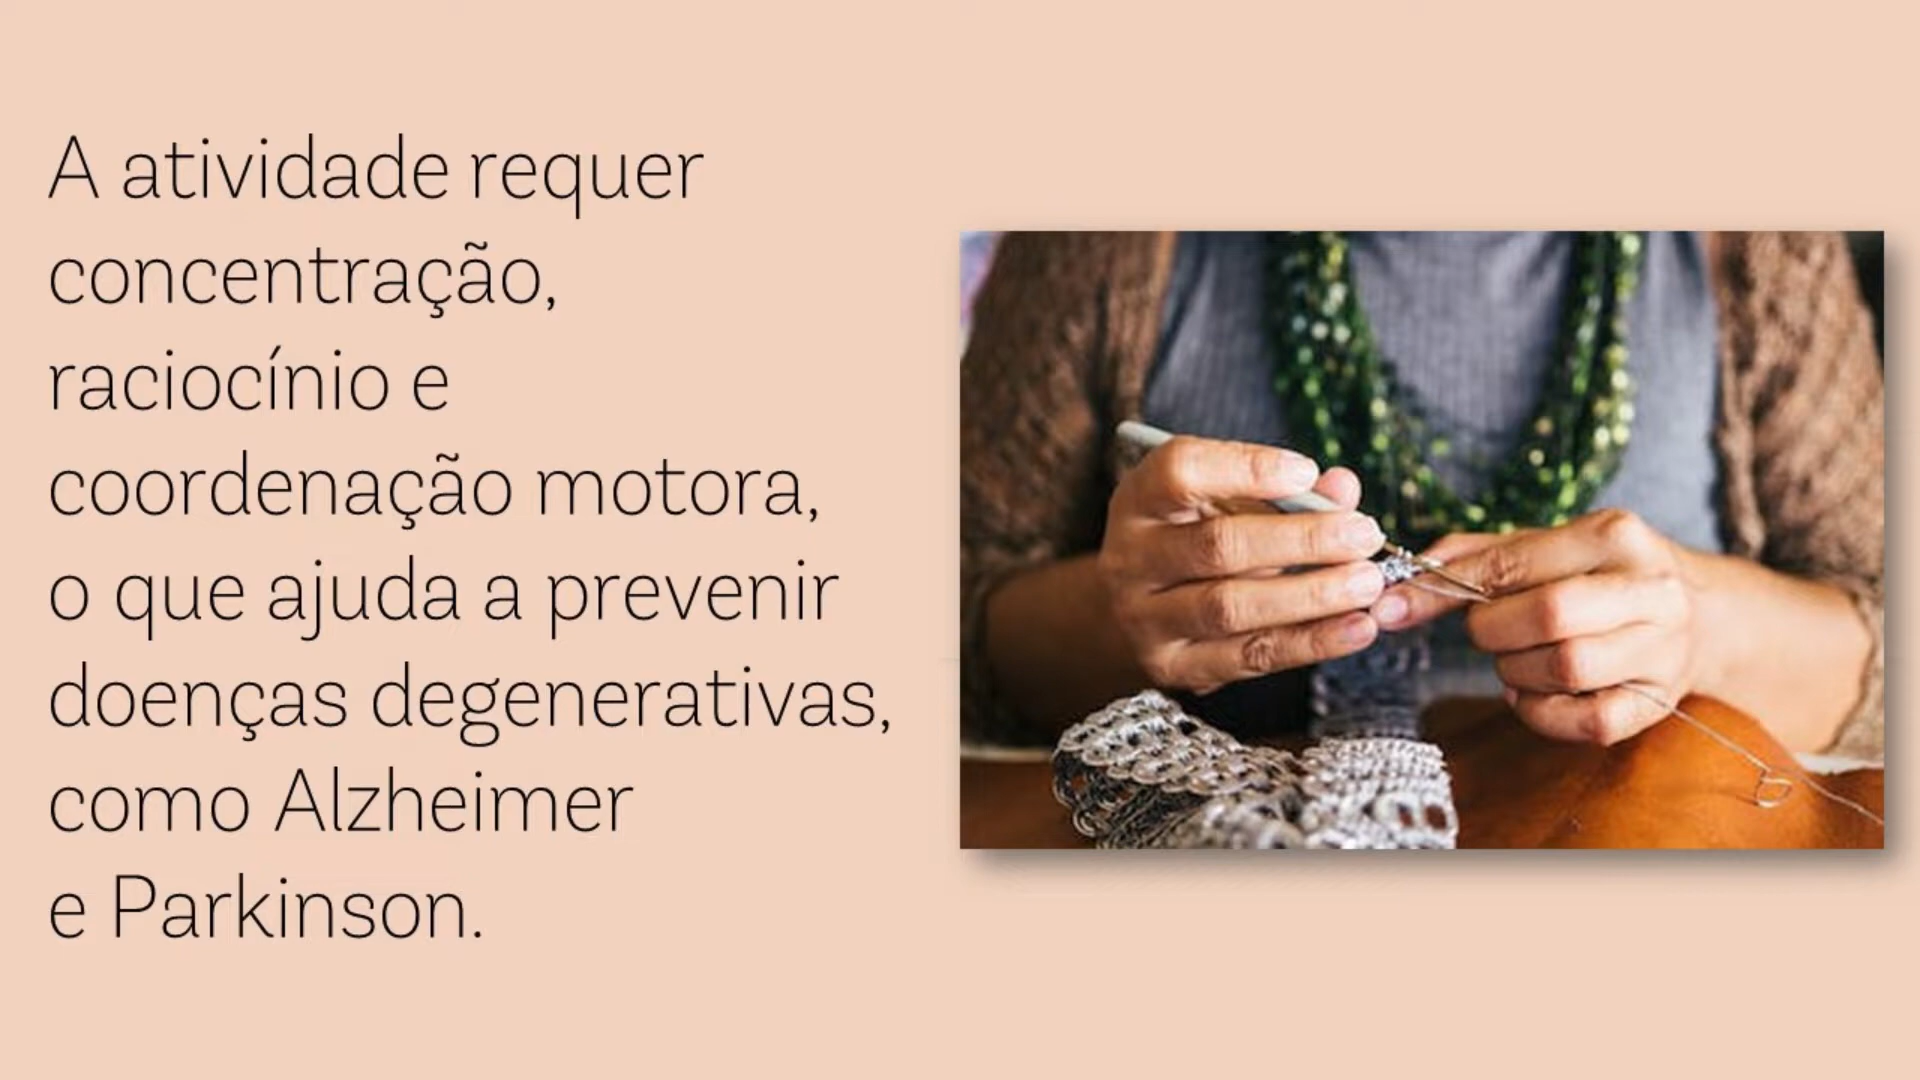 A atividade requer
concentração,
raciocínio e
coordenação motora,
o que ajuda a prevenir
doenças degenerativas,
como Alzheimer
e Parkinson.